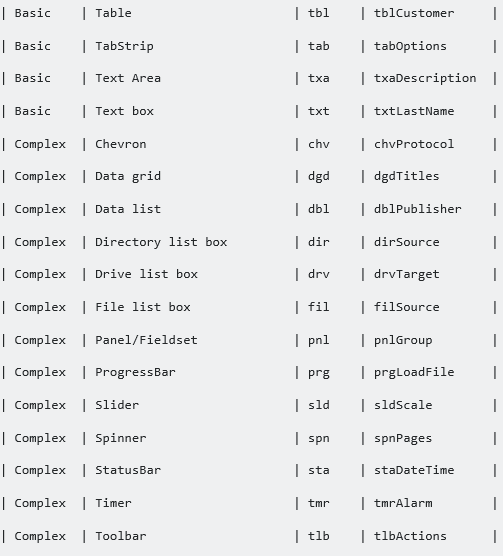 | Basic | Table | tbl | tblCustomer |
| Basic | TabStrip | tab | tabOptions |
| Basic | Text Area | txa | txaDescription |
| Basic | Text box | txt | txtLastName |
| Complex | Chevron | chv | chvProtocol |
| Complex | Data grid | dgd | dgdTitles |
| Complex | Data list | dbl | dblPublisher |
| Complex | Directory list box | dir | dirSource |
| Complex | Drive list box | drv | drvTarget |
| Complex | File list box | fil | filSource |
| Complex | Panel/Fieldset | pnl | pnlGroup |
| Complex | ProgressBar | prg | prgLoadFile |
| Complex | Slider | sld | sldScale |
| Complex | Spinner | spn | spnPages |
| Complex | StatusBar | sta | staDateTime |
| Complex | Timer | tmr | tmrAlarm |
| Complex | Toolbar | tlb | tlbActions |